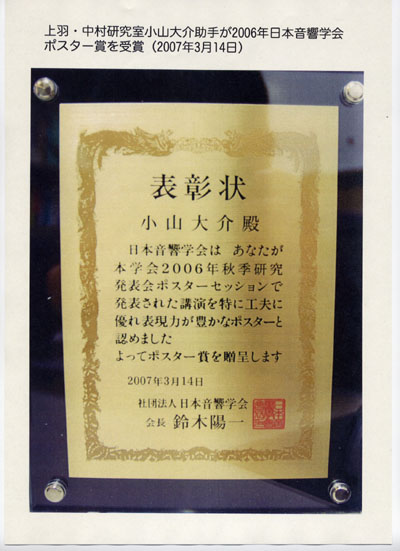 上羽・中村研究室小山大介助手が2006年日本音響学会
ポスター賞を受賞（2007年3月14日）
表彰状
小山大介殿
日本音響学会は あなたが
本学会2006年秋季研究
発表会ポスターセッションで
発表された講演を特に工夫に
優れ表現力が豊かなポスターと
認めました
よってポスター賞を贈呈します
2007年3月14日
社団法人日本音響学会
会長 鈴木陽一